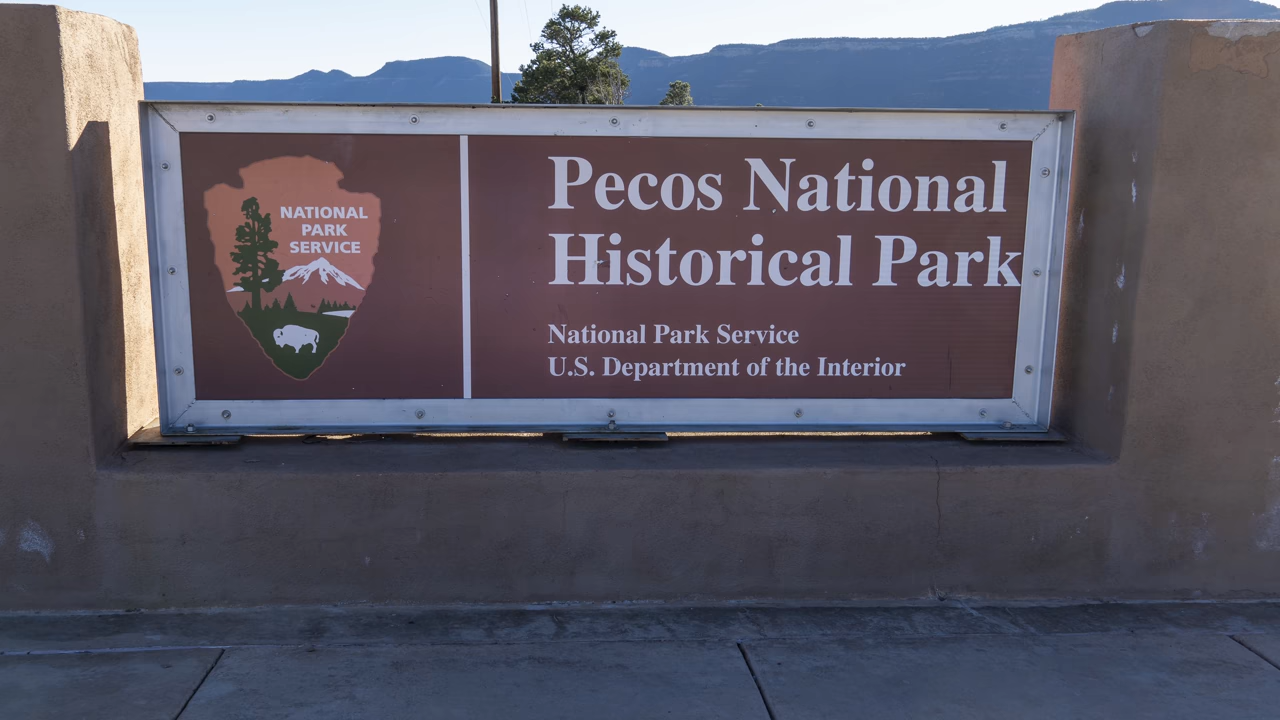 NATIONAL
PARK
SERVICE
Pecos National
Historical Park
National Park Service
U.S. Department of the Interior